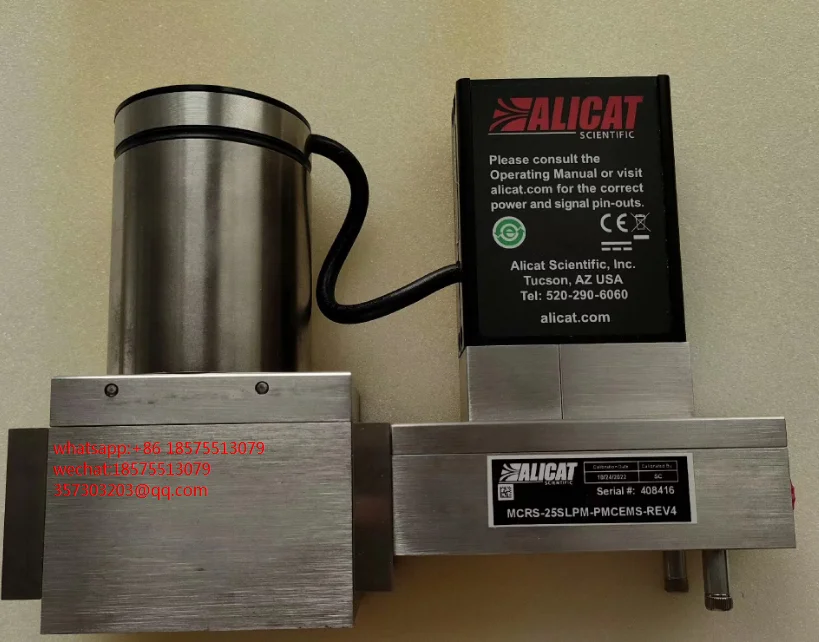 ALICAT
SCIENTIFIC
Please consult the
Operating Manual or visit
alicat.com for the correct
power and signal pin-outs.
CE
Alicat Scientific, Inc.
Tucson, AZ USA
Tel: 520-290-6060
alicat.com
whatsapp:+86 18575513079
wechat:18575513079
357303203@qq.com
ALICAT
SCIENTIFIC
Calibration Date
Calibrated By
10/24/2022
SC
Serial #: 408416
MCRS-25SLPM-PMCEMS-REV4